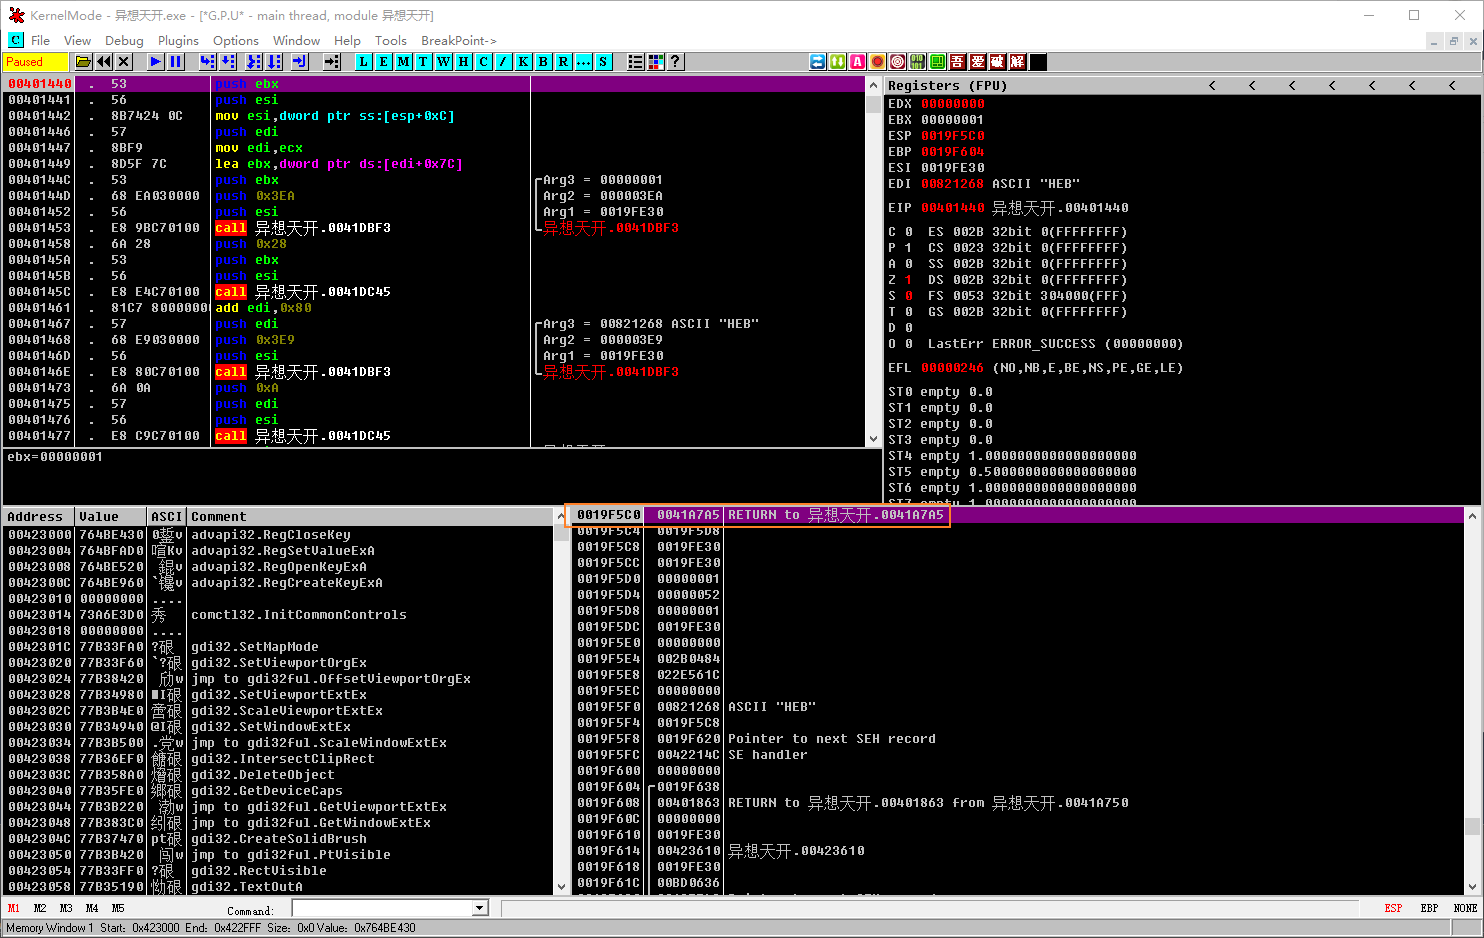 KernelMode - 异想天开.exe - [*G.P.U* - main thread, module 异想天开]
C File View Debug Plugins Options Window Help Tools BreakPoint->
Paused L E M T W H C / K B R ... S ? A 吾 爱 破 解
00401440 . 53 push ebx
00401441 . 56 push esi
00401442 . 8B7424 0C mov esi,dword ptr ss:[esp+0xC]
00401446 . 57 push edi
00401447 . 8BF9 mov edi,ecx
00401449 . 8D5F 7C lea ebx,dword ptr ds:[edi+0x7C]
0040144C . 53 push ebx Arg3 = 00000001
0040144D . 68 EA030000 push 0x3EA Arg2 = 000003EA
00401452 . 56 push esi Arg1 = 0019FE30
00401453 . E8 9BC70100 call 异想天开.0041DBF3 异想天开.0041DBF3
00401458 . 6A 28 push 0x28
0040145A . 53 push ebx
0040145B . 56 push esi
0040145C . E8 E4C70100 call 异想天开.0041DC45
00401461 . 81C7 8000000 add edi,0x80
00401467 . 57 push edi Arg3 = 00821268 ASCII "HEB"
00401468 . 68 E9030000 push 0x3E9 Arg2 = 000003E9
0040146D . 56 push esi Arg1 = 0019FE30
0040146E . E8 80C70100 call 异想天开.0041DBF3 异想天开.0041DBF3
00401473 . 6A 0A push 0xA
00401475 . 57 push edi
00401476 . 56 push esi
00401477 . E8 C9C70100 call 异想天开.0041DC45
ebx=00000001
Registers (FPU) < < < < < < <
EDX 00000000
EBX 00000001
ESP 0019F5C0
EBP 0019F604
ESI 0019FE30
EDI 00821268 ASCII "HEB"
EIP 00401440 异想天开.00401440
C 0 ES 002B 32bit 0(FFFFFFFF)
P 1 CS 0023 32bit 0(FFFFFFFF)
A 0 SS 002B 32bit 0(FFFFFFFF)
Z 1 DS 002B 32bit 0(FFFFFFFF)
S 0 FS 0053 32bit 304000(FFF)
T 0 GS 002B 32bit 0(FFFFFFFF)
D 0
O 0 LastErr ERROR_SUCCESS (00000000)
EFL 00000246 (NO,NB,E,BE,NS,PE,GE,LE)
ST0 empty 0.0
ST1 empty 0.0
ST2 empty 0.0
ST3 empty 0.0
ST4 empty 1.0000000000000000000
ST5 empty 0.5000000000000000000
ST6 empty 1.0000000000000000000
ST7 empty 1.0000000000000000000
Address Value ASCI Comment
00423000 764BE430 advapi32.RegCloseKey
00423004 764BFAD0 advapi32.RegSetValueExA
00423008 764BE520 advapi32.RegOpenKeyExA
0042300C 764BE960 advapi32.RegCreateKeyExA
00423010 00000000 ....
00423014 73A6E3D0 秀 comctl32.InitCommonControls
00423018 00000000 ....
0042301C 77B33FA0 ?硍 gdi32.SetMapMode
00423020 77B33F60 `?硍 gdi32.SetViewportOrgEx
00423024 77B38420 jmp to gdi32ful.OffsetViewportOrgEx
00423028 77B34980 gdi32.SetViewportExtEx
0042302C 77B3B4E0 gdi32.ScaleViewportExtEx
00423030 77B34940 @I硍 gdi32.SetWindowExtEx
00423034 77B3B500 .党w jmp to gdi32ful.ScaleWindowExtEx
00423038 77B36EF0 gdi32.IntersectClipRect
0042303C 77B358A0 gdi32.DeleteObject
00423040 77B35FE0 gdi32.GetDeviceCaps
00423044 77B3B220 渤w jmp to gdi32ful.GetViewportExtEx
00423048 77B383C0 jmp to gdi32ful.GetWindowExtEx
0042304C 77B37470 pt硍 gdi32.CreateSolidBrush
00423050 77B3B420 闯w jmp to gdi32ful.PtVisible
00423054 77B33FF0 ?硍 gdi32.RectVisible
00423058 77B35190 gdi32.TextOutA
0019F5C0 0041A7A5 RETURN to 异想天开.0041A7A5
0019F5C4 0019F5D8
0019F5C8 0019FE30
0019F5CC 0019FE30
0019F5D0 00000001
0019F5D4 00000052
0019F5D8 00000001
0019F5DC 0019FE30
0019F5E0 00000000
0019F5E4 002B0484
0019F5E8 022E561C
0019F5EC 00000000
0019F5F0 00821268 ASCII "HEB"
0019F5F4 0019F5C8
0019F5F8 0019F620 Pointer to next SEH record
0019F5FC 0042214C SE handler
0019F600 00000000
0019F604 0019F638
0019F608 00401863 RETURN to 异想天开.00401863 from 异想天开.0041A750
0019F60C 00000000
0019F610 0019FE30
0019F614 00423610 异想天开.00423610
0019F618 0019FE30
0019F61C 00BD0636
M1 M2 M3 M4 M5 Command: ESP EBP NONE
Memory Window 1 Start: 0x423000 End: 0x422FFF Size: 0x0 Value: 0x764BE430